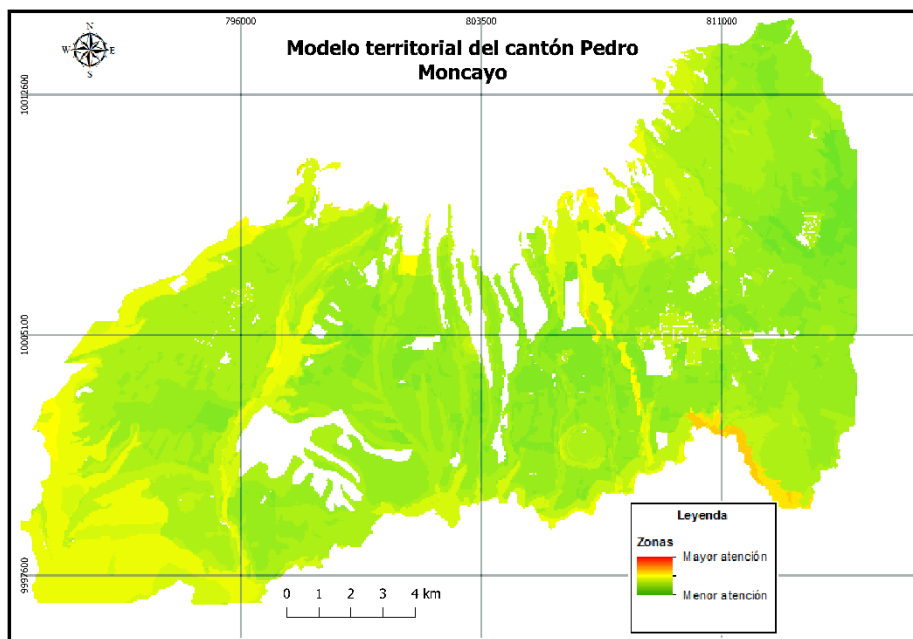 796000 803500 811000
Modelo territorial del cantón Pedro
Moncayo
N
W E
S
10012600
10005100
9997600
0 1 2 3 4 km
Leyenda
Zonas
Mayor atención
Menor atención